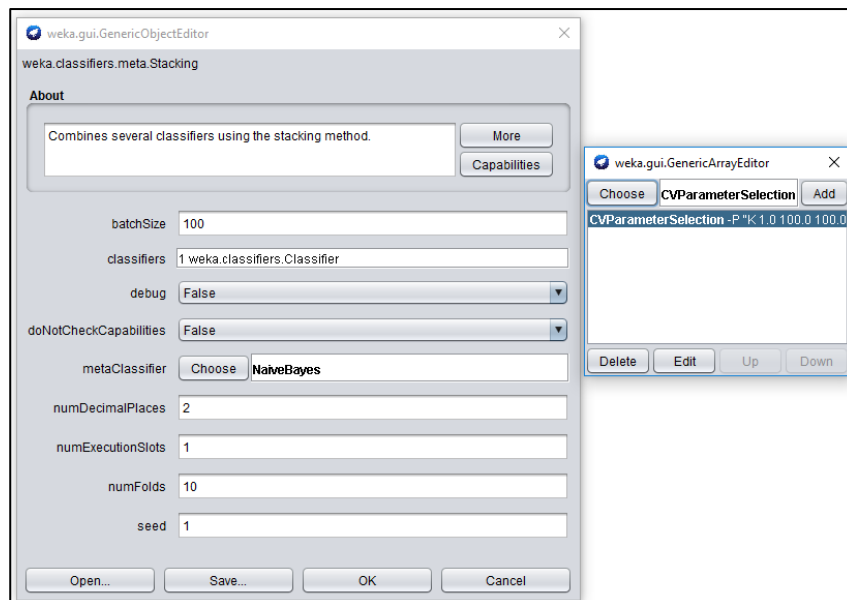 weka.gui.GenericObjectEditor
weka.classifiers.meta.Stacking
About
Combines several classifiers using the stacking method.
More
Capabilities
batchSize 100
classifiers 1 weka.classifiers.Classifier
debug False
doNotCheckCapabilities False
metaClassifier Choose NaiveBayes
numDecimalPlaces 2
numExecutionSlots 1
numFolds 10
seed 1
Open... Save... OK Cancel
weka.gui.GenericArrayEditor
Choose CVParameterSelection Add
CVParameterSelection -P "K 1.0 100.0 100.0
Delete Edit Up Down